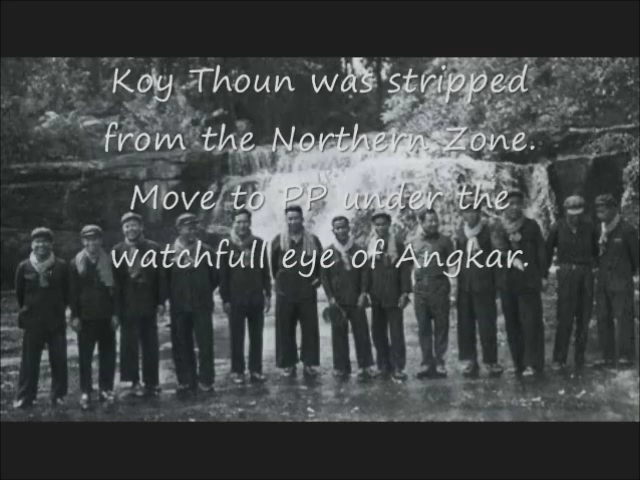 Koy Thoun was stripped
from the Northern Zone.
Move to PP under the
watchfull eye of Angkar.